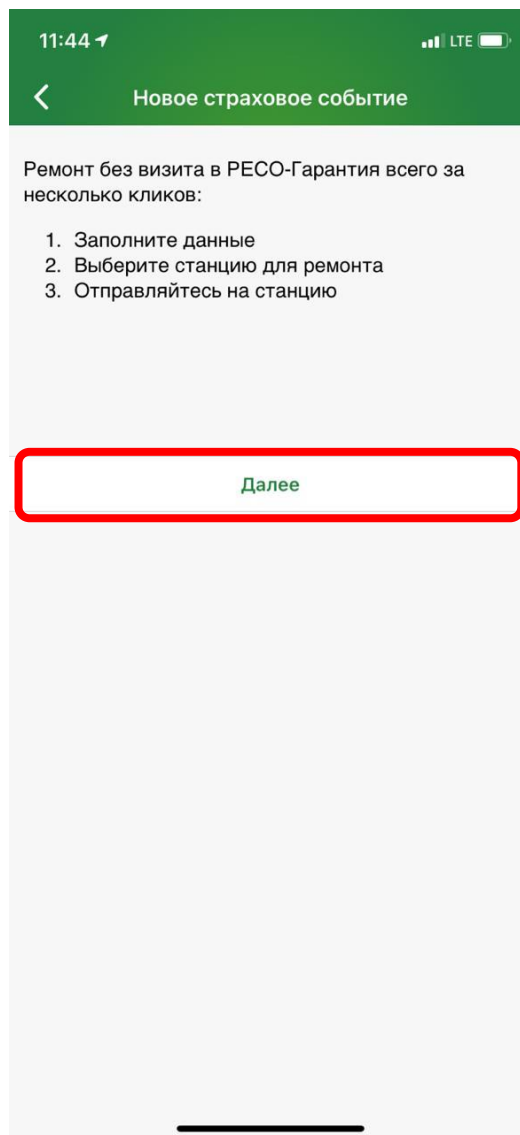 11:44
LTE
Новое страховое событие
Ремонт без визита в РЕСО-Гарантия всего за
несколько кликов:
1. Заполните данные
2. Выберите станцию для ремонта
3. Отправляйтесь на станцию
Далее